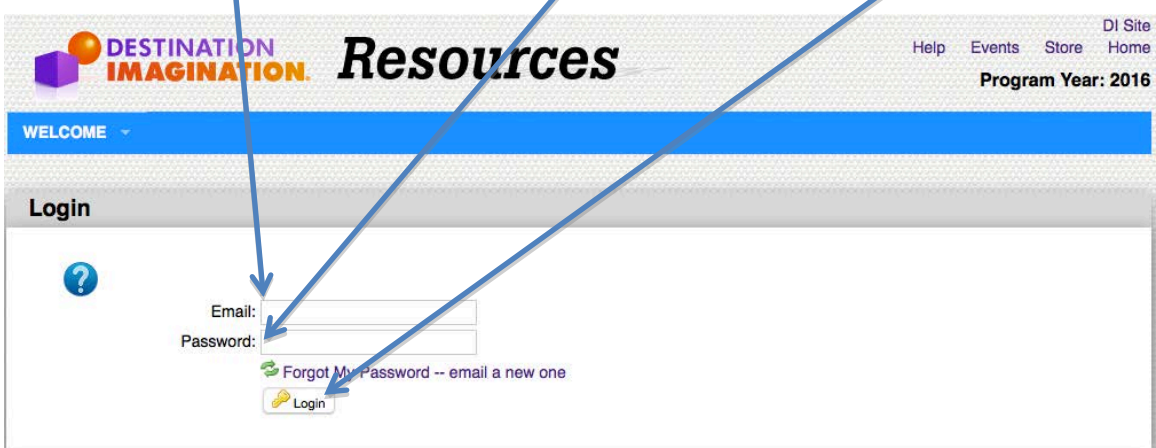 DI Site
DESTINATION
IMAGINATION. Resources
Help Events Store Home
Program Year: 2016
WELCOME
Login
?
Email:
Password:
Forgot My Password -- email a new one
Login